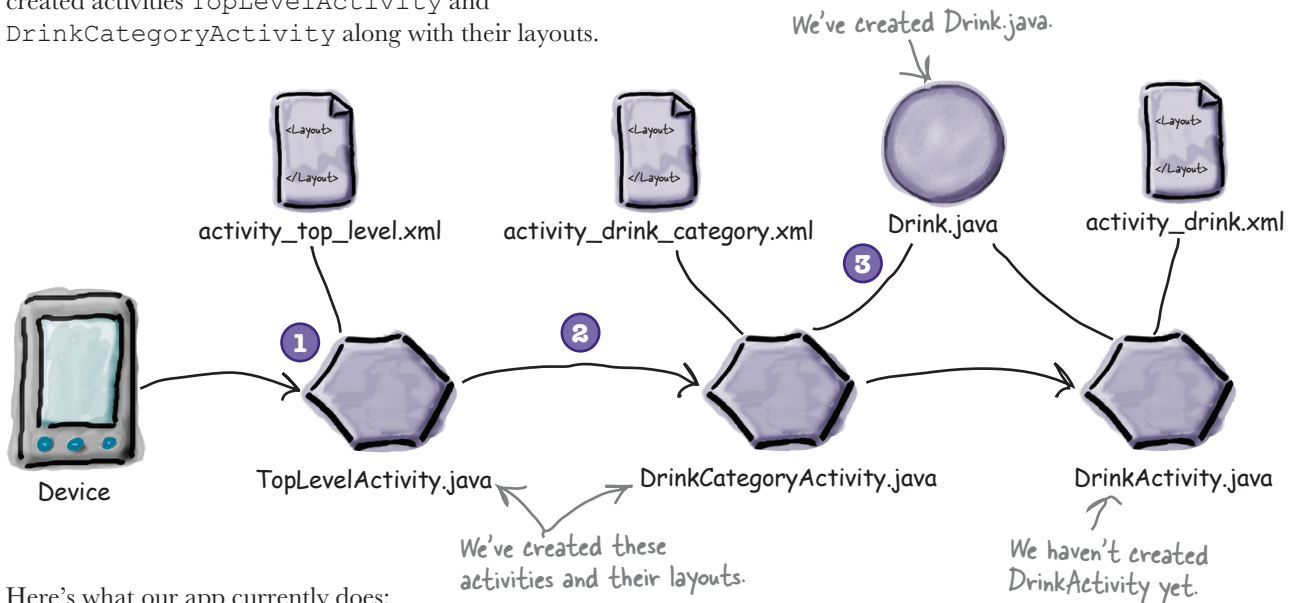 created activities TopLevelActivity and
DrinkCategoryActivity along with their layouts.
We've created Drink.java.
<Layout>
</Layout>
<Layout>
</Layout>
<Layout>
</Layout>
activity_top_level.xml
activity_drink_category.xml
Drink.java
activity_drink.xml
3
1
2
Device
TopLevelActivity.java
DrinkCategoryActivity.java
DrinkActivity.java
We've created these
activities and their layouts.
We haven't created
DrinkActivity yet.
Here's what our app currently does: